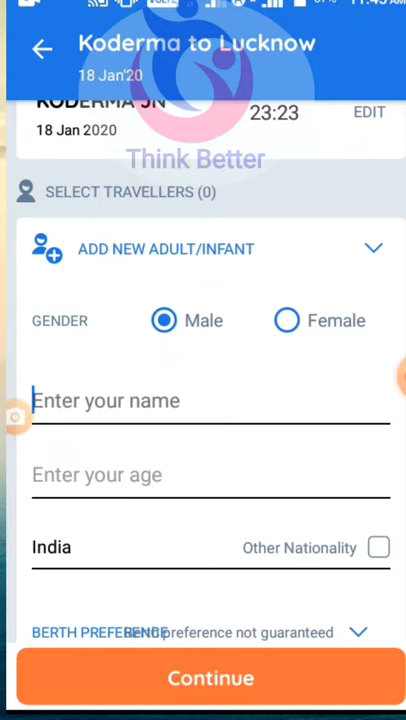 Koderma to Lucknow
18 Jan'20
KODERMA JN
23:23
EDIT
18 Jan 2020
Think Better
SELECT TRAVELLERS (0)
ADD NEW ADULT/INFANT
GENDER
Male
Female
Enter your name
Enter your age
India
Other Nationality
BERTH PREFERENCE
Berth preference not guaranteed
Continue